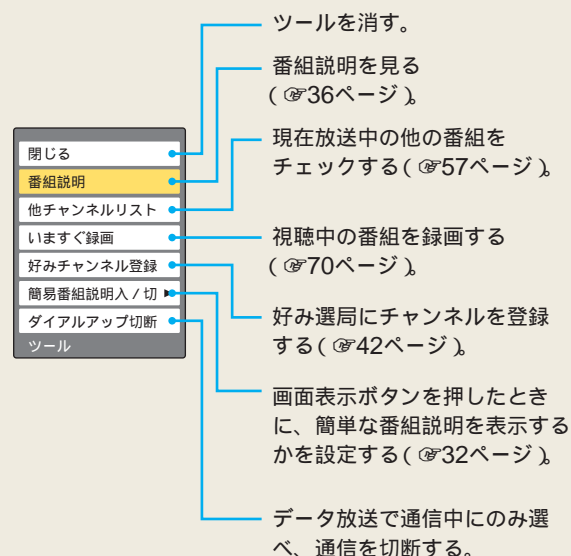 ツールを消す。
番組説明を見る
(☞36ページ)。
現在放送中の他の番組を
チェックする(☞57ページ)。
視聴中の番組を録画する
(☞70ページ)。
好み選局にチャンネルを登録
する(☞42ページ)。
画面表示ボタンを押したとき
に、簡単な番組説明を表示する
かを設定する(☞32ページ)。
データ放送で通信中にのみ選
べ、通信を切断する。
閉じる
番組説明
他チャンネルリスト
いますぐ録画
好みチャンネル登録
簡易番組説明入/切
ダイアルアップ切断
ツール